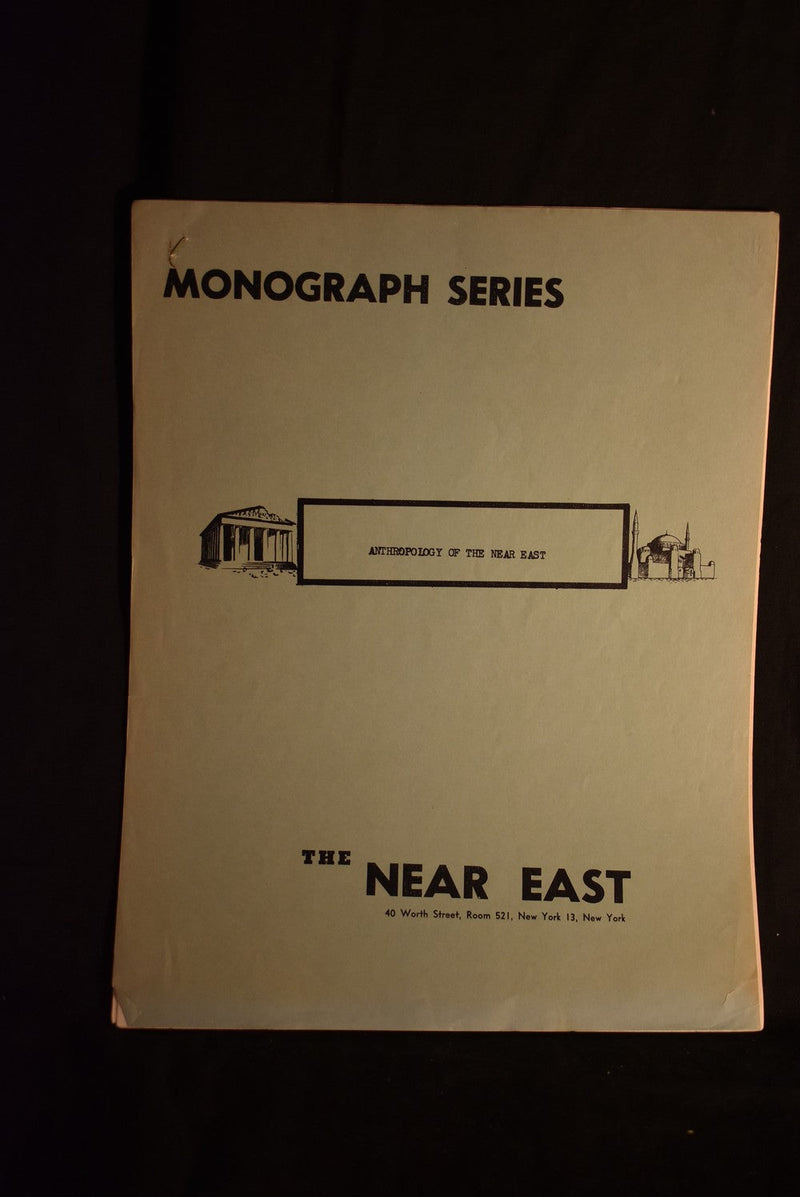 MONOGRAPH SERIES
ANTHROPOLOGY OF THE NEAR EAST
THE
NEAR EAST
40 Worth Street, Room 521, New York 13, New York